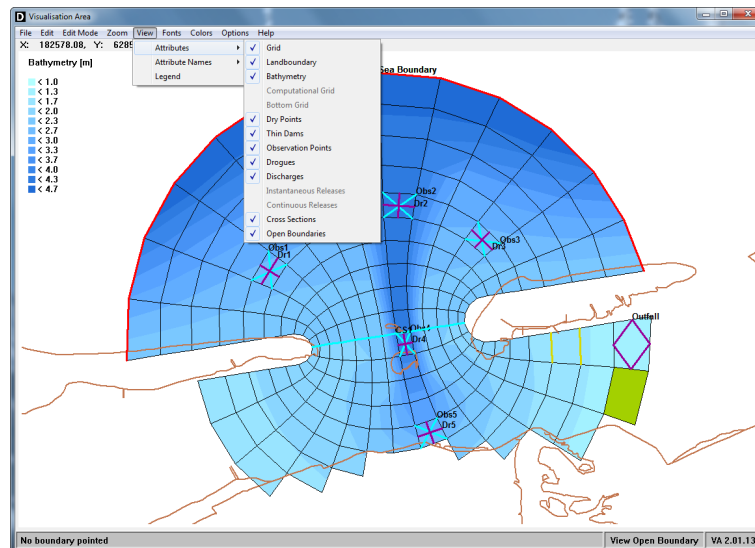 Visualisation Area
File Edit Edit Mode Zoom View Fonts Colors Options Help
X: 182578.08, Y: 6289
Attributes
Attribute Names
Legend
Grid
Landboundary
Bathymetry
Computational Grid
Bottom Grid
Dry Points
Thin Dams
Observation Points
Drogues
Discharges
Instantaneous Releases
Continuous Releases
Cross Sections
Open Boundaries
Bathymetry [m]
< 1.0
< 1.3
< 1.7
< 2.0
< 2.3
< 2.7
< 3.0
< 3.3
< 3.7
< 4.0
< 4.3
< 4.7
Sea Boundary
Obs2
Dr2
Obs3
Dr3
Obs1
Dr1
Outfall
CS1 Obs4
Dr4
Obs5
Dr5
No boundary pointed
View Open Boundary
VA 2.01.13